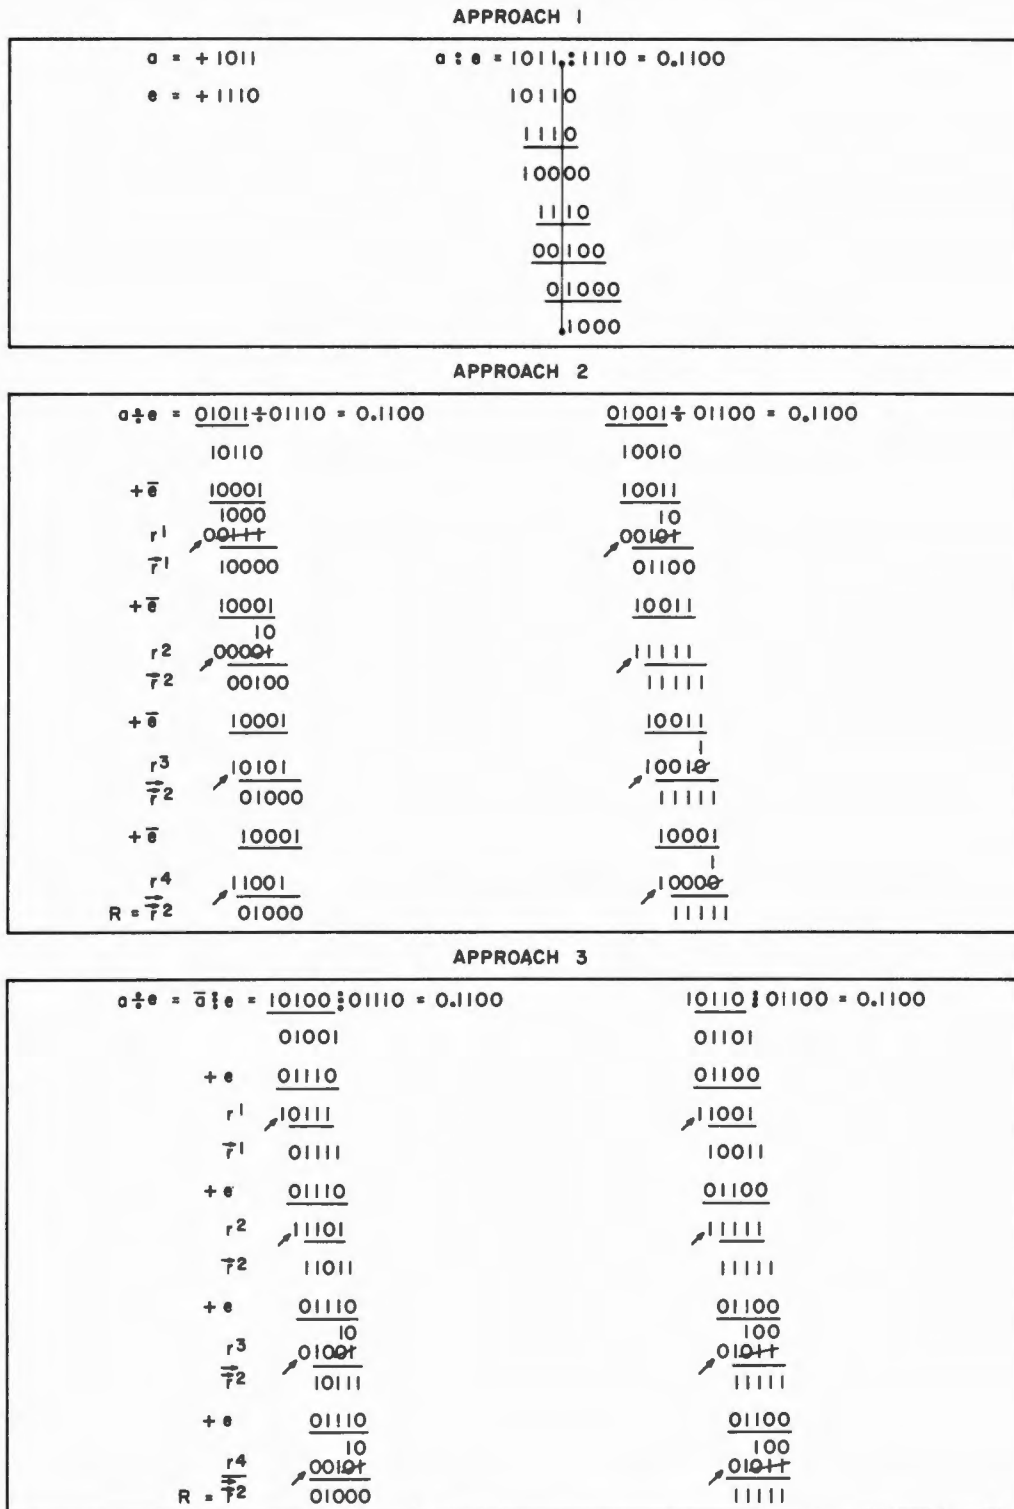 APPROACH 1
a = +1011 a : e = 1011.:1110 = 0.1100
e = +1110 10110
1110
10000
1110
00100
01000
1000
APPROACH 2
a ÷ e = 01011÷01110 = 0.1100 01001÷01100 = 0.1100
10110 10010
+ē 10001 10011
1000 10
r1 00111 00101
r⃗1 10000 01100
+ē 10001 10011
10
r2 00001 11111
r⃗2 00100 11111
+ē 10001 10011
1
r3 10101 10010
r⃗2 01000 11111
+ē 10001 10001
1
r4 11001 10000
R = r⃗2 01000 11111
APPROACH 3
a ÷ e = ā : e = 10100:01110 = 0.1100 10110:01100 = 0.1100
01001 01101
+e 01110 01100
r1 10111 11001
r⃗1 01111 10011
+e 01110 01100
r2 11101 11111
r⃗2 11011 11111
+e 01110 01100
10 100
r3 01001 01011
r⃗2 10111 11111
+e 01110 01100
10 100
r4 00101 01011
R = r⃗2 01000 11111